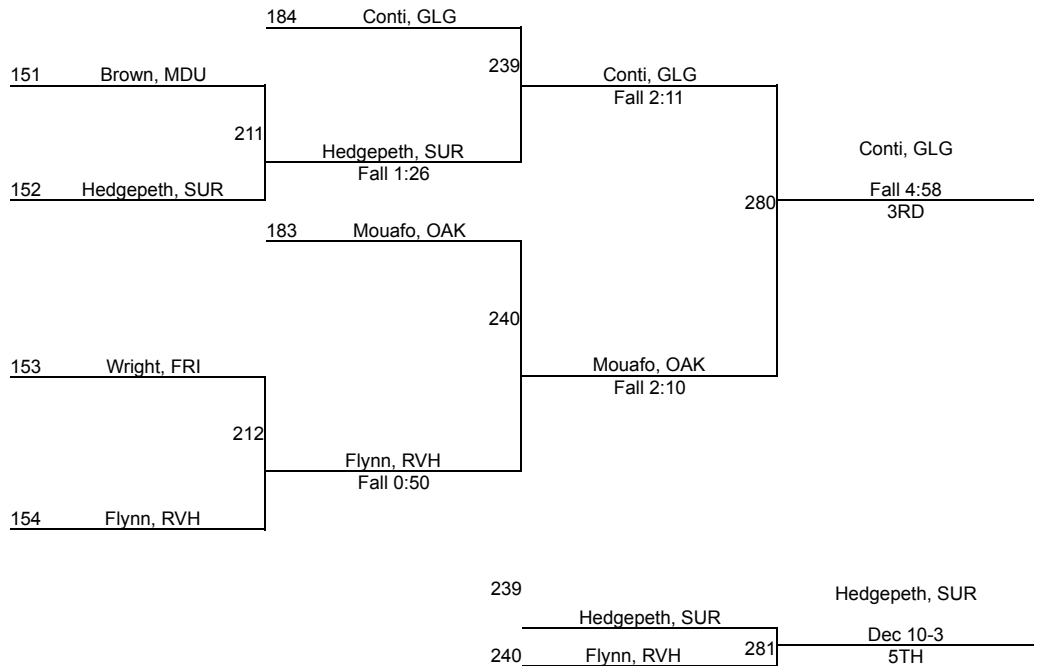 184 Conti, GLG
151 Brown, MDU
239
Conti, GLG
Fall 2:11
211
Hedgepeth, SUR
Fall 1:26
Conti, GLG
152 Hedgepeth, SUR
280
Fall 4:58
3RD
183 Mouafo, OAK
240
153 Wright, FRI
Mouafo, OAK
Fall 2:10
212
Flynn, RVH
Fall 0:50
154 Flynn, RVH
239
Hedgepeth, SUR
Hedgepeth, SUR
281
Dec 10-3
5TH
240 Flynn, RVH